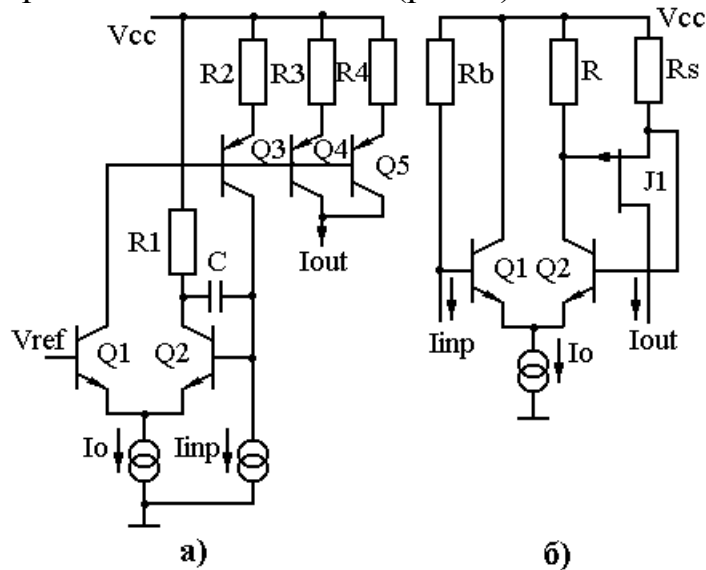 Vcc
R2
R3
R4
Q3
Q4
Q5
R1
C
Iout
Vref
Q1
Q2
Io
Iinp
а)
Vcc
Rb
R
Rs
J1
Q1
Q2
Iinp
Io
Iout
б)